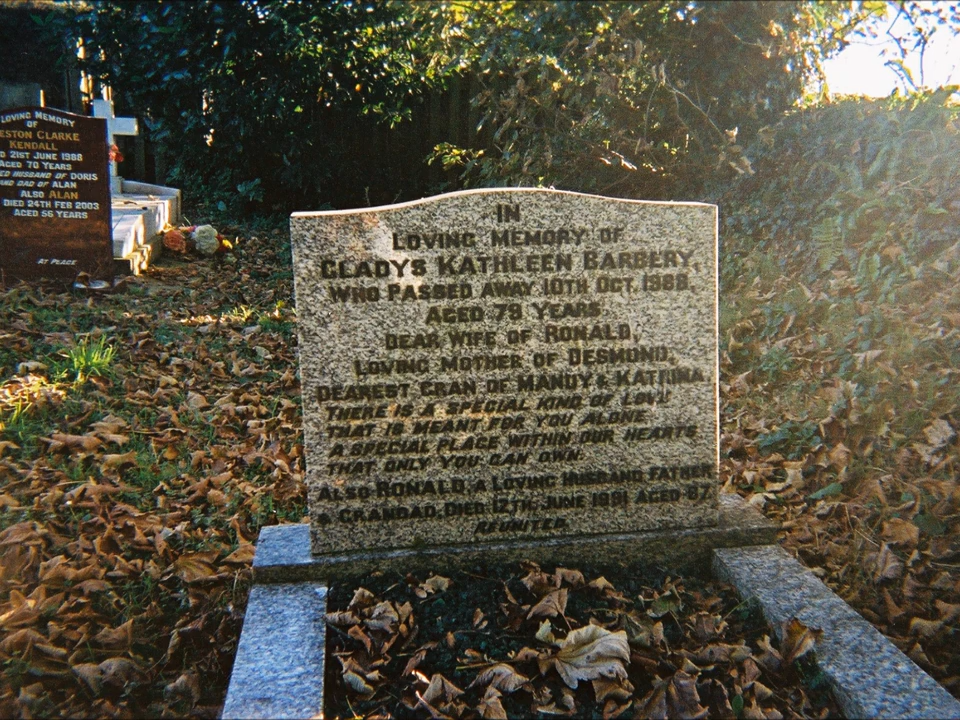 LOVING MEMORY
OF
ESTON CLARKE
KENDALL
D 21ST JUNE 1988
AGED 70 YEARS
ED HUSBAND OF DORIS
AND DAD OF ALAN
ALSO ALAN
DIED 24TH FEB 2003
AGED 56 YEARS
AT PEACE
IN
LOVING MEMORY OF
GLADYS KATHLEEN BARBERY,
WHO PASSED AWAY 10TH OCT. 1988.
AGED 79 YEARS.
DEAR WIFE OF RONALD,
LOVING MOTHER OF DESMOND,
DEAREST GRAN OF MANDY & KATRINA
THERE IS A SPECIAL KIND OF LOVE
THAT IS MEANT FOR YOU ALONE.
A SPECIAL PLACE WITHIN OUR HEARTS
THAT ONLY YOU CAN OWN.
ALSO RONALD, A LOVING HUSBAND, FATHER
& GRANDAD, DIED 12TH, JUNE 1991 AGED 87.
REUNITED.